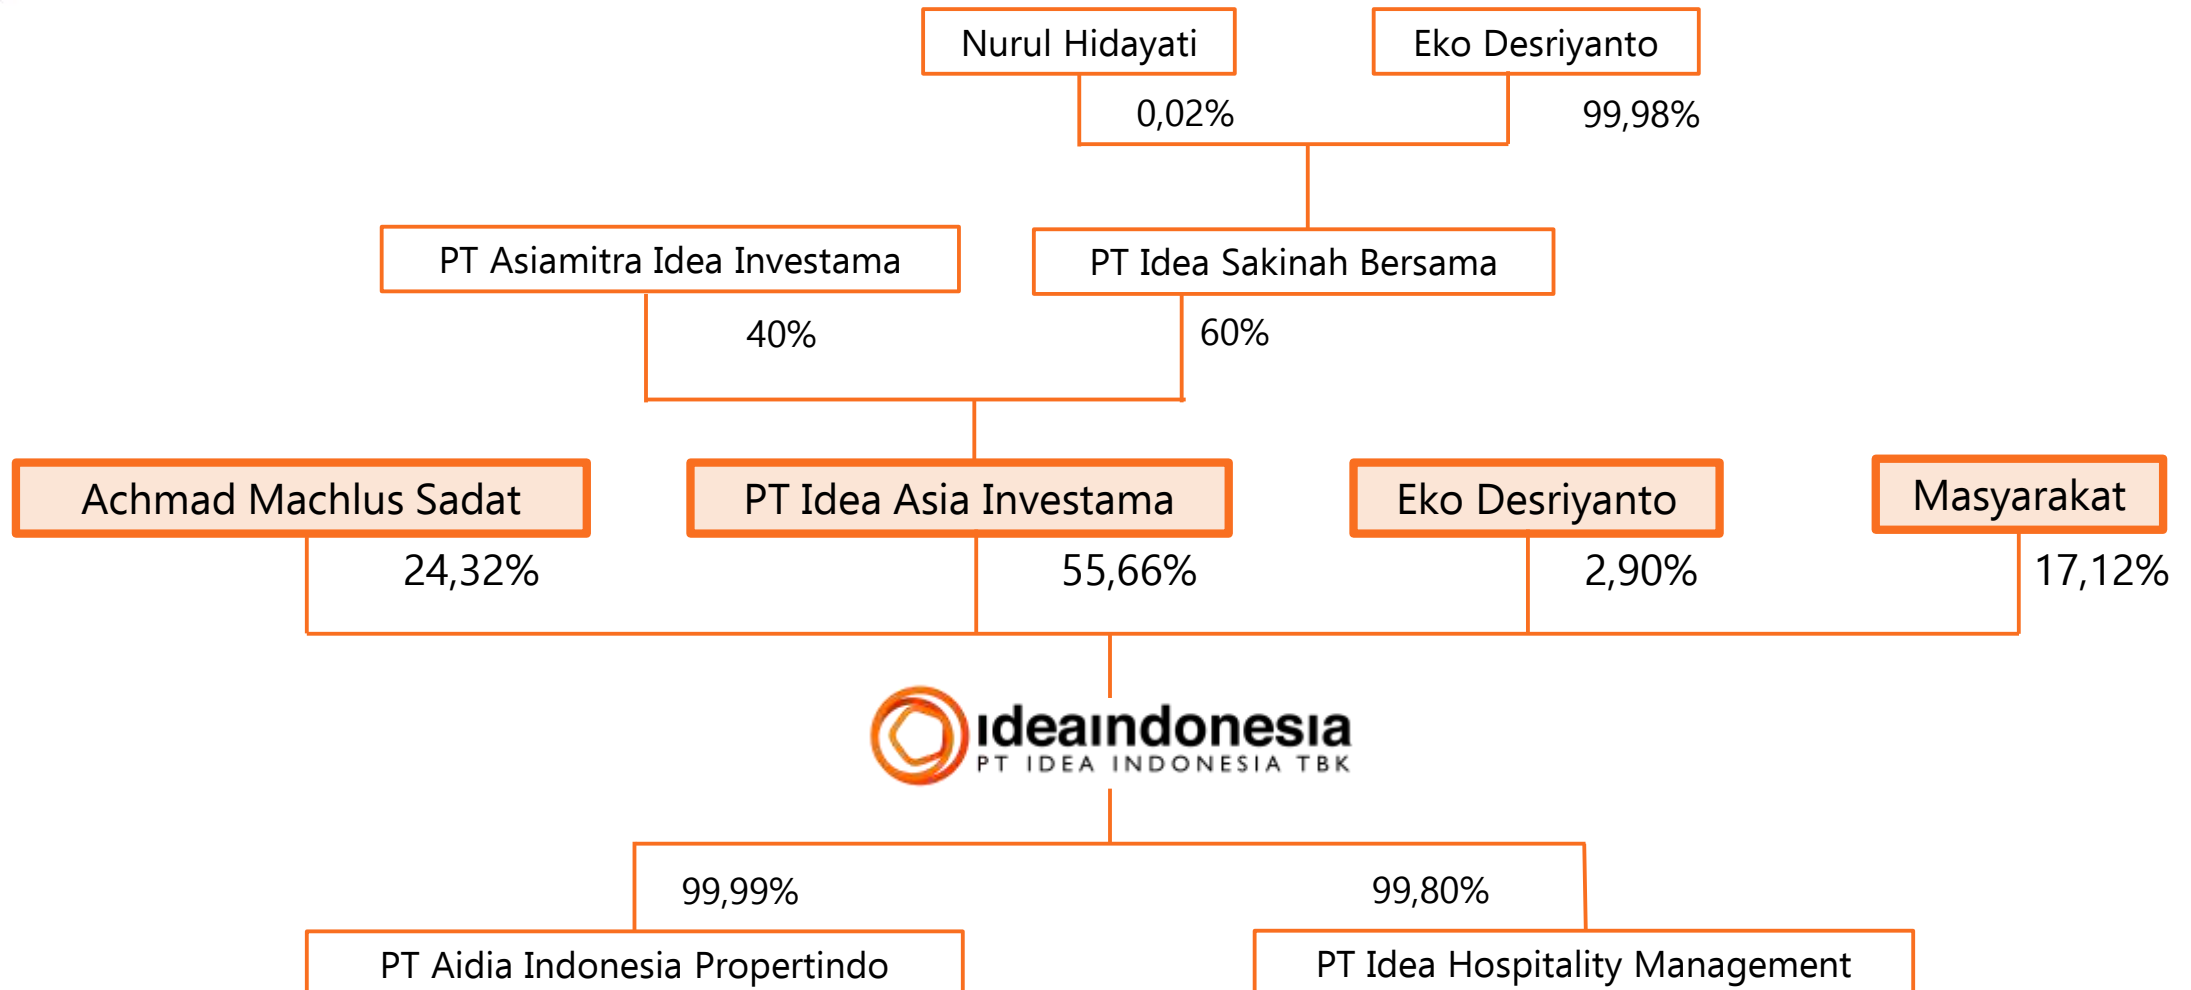 Nurul Hidayati
Eko Desriyanto
0,02%
99,98%
PT Asiamitra Idea Investama
PT Idea Sakinah Bersama
40%
60%
Achmad Machlus Sadat
PT Idea Asia Investama
Eko Desriyanto
Masyarakat
24,32%
55,66%
2,90%
17,12%
ideaindonesia
PT IDEA INDONESIA TBK
99,99%
99,80%
PT Aidia Indonesia Propertindo
PT Idea Hospitality Management